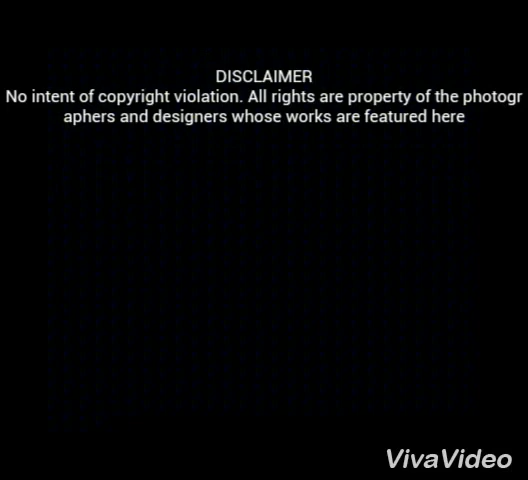 DISCLAIMER
No intent of copyright violation. All rights are property of the photogr
aphers and designers whose works are featured here
VivaVideo